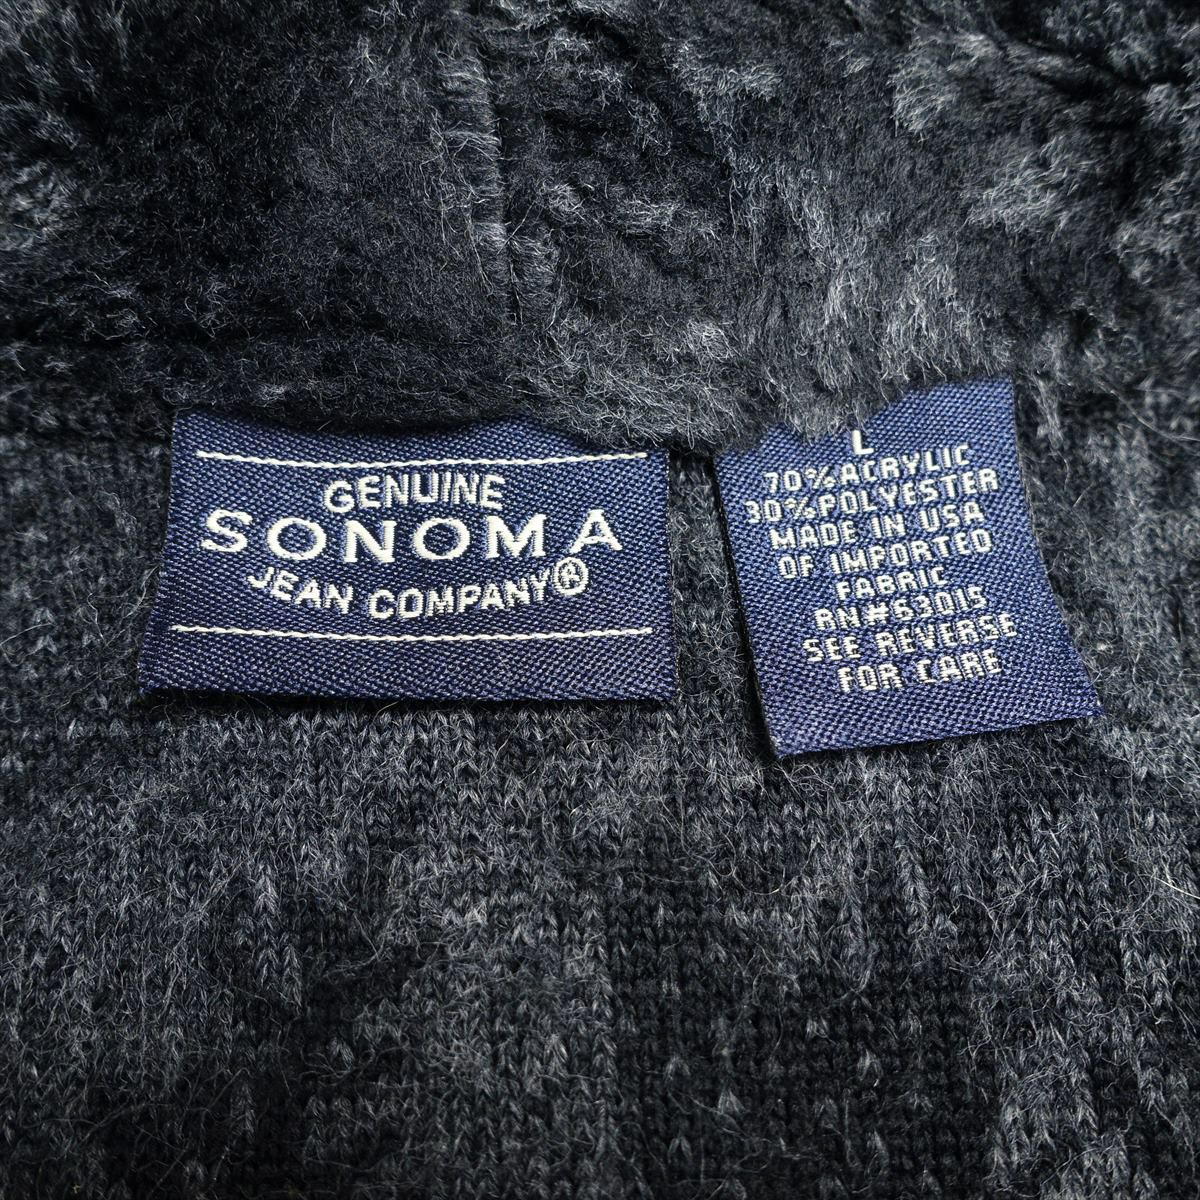 GENUINE
SONOMA
JEAN COMPANY®
L
70% ACRYLIC
30% POLYESTER
MADE IN USA
OF IMPORTED
FABRIC
RN#63015
SEE REVERSE
FOR CARE